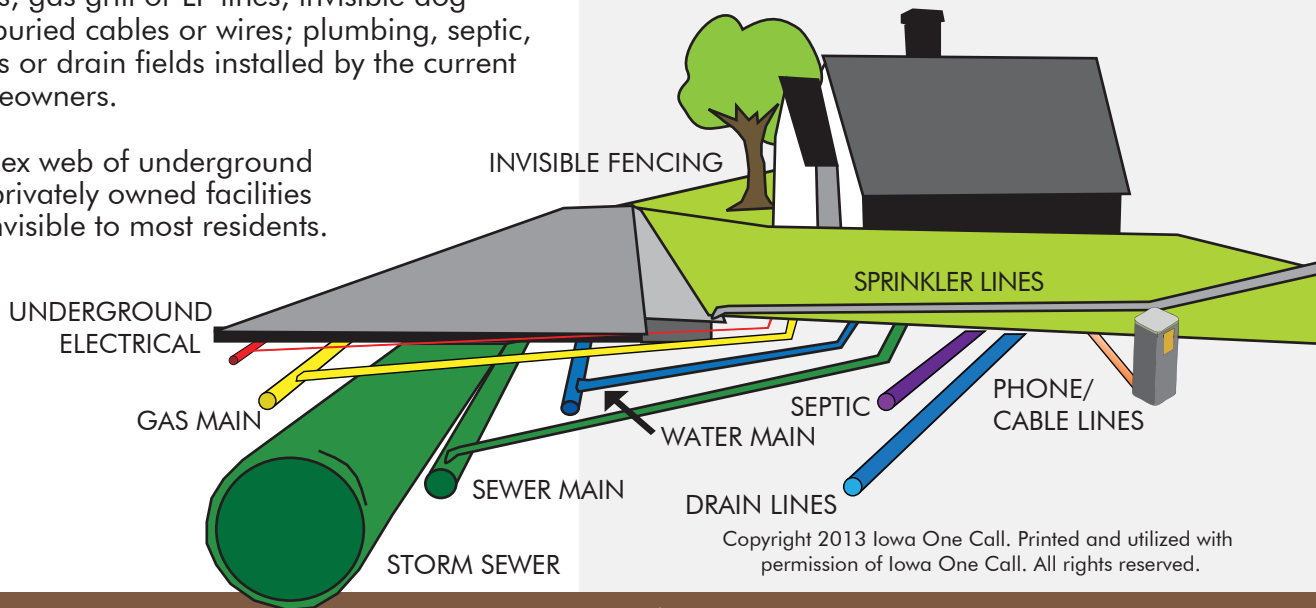 gas grill or LP lines; invisible dog
buried cables or wires; plumbing, septic,
or drain fields installed by the current
eowners.
ex web of underground
privately owned facilities
nvisible to most residents.
INVISIBLE FENCING
SPRINKLER LINES
UNDERGROUND
ELECTRICAL
GAS MAIN
PHONE/
CABLE LINES
SEPTIC
WATER MAIN
SEWER MAIN
DRAIN LINES
STORM SEWER
Copyright 2013 Iowa One Call. Printed and utilized with
permission of Iowa One Call. All rights reserved.